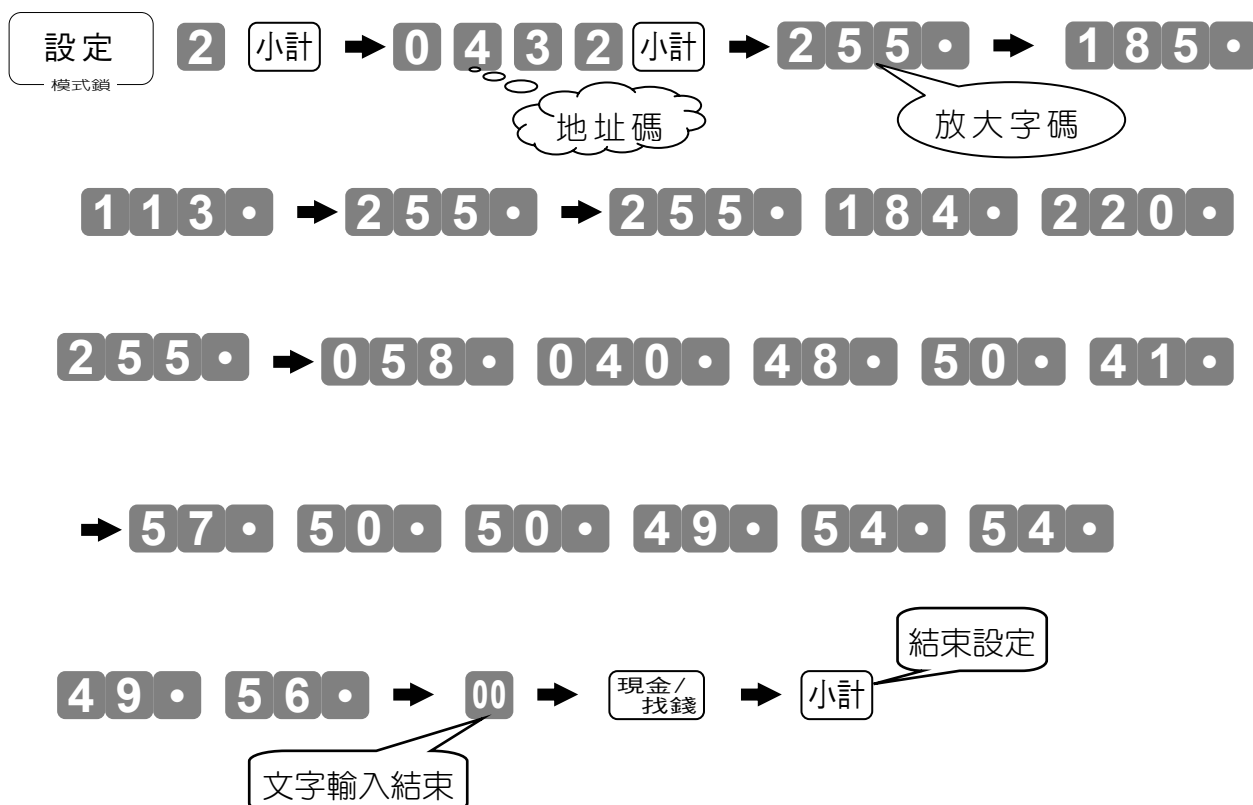 設定 2 小計 → 0 4 3 2 小計 → 2 5 5 • → 1 8 5 •
模式鎖
地址碼
放大字碼
1 1 3 • → 2 5 5 • → 2 5 5 • 1 8 4 • 2 2 0 •
2 5 5 • → 0 5 8 • 0 4 0 • 4 8 • 5 0 • 4 1 •
→ 5 7 • 5 0 • 5 0 • 4 9 • 5 4 • 5 4 •
結束設定
4 9 • 5 6 • → 00 → 現金/找錢 → 小計
文字輸入結束